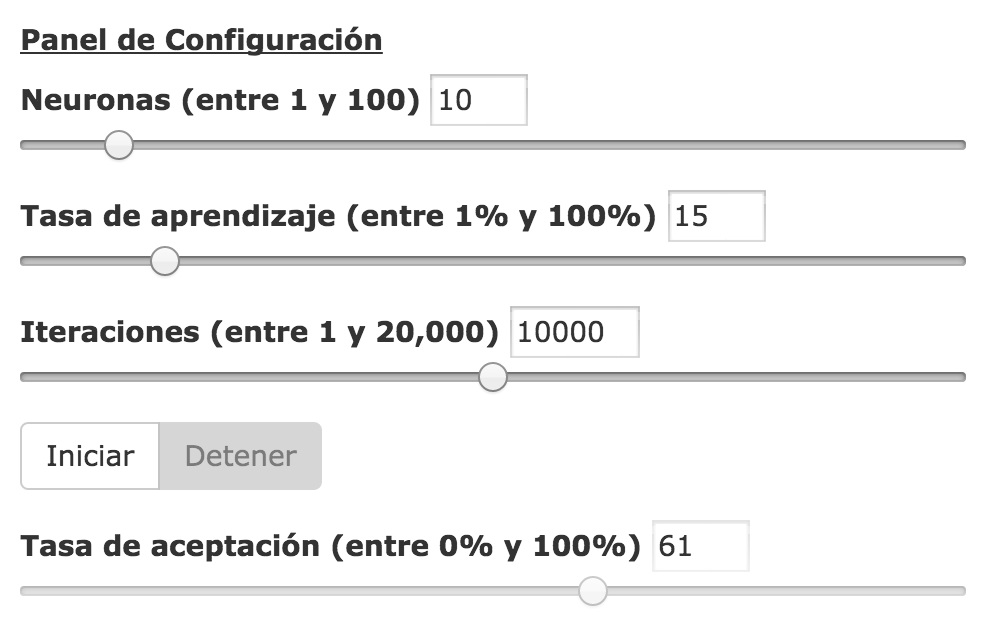 Panel de Configuración
Neuronas (entre 1 y 100) 10
Tasa de aprendizaje (entre 1% y 100%) 15
Iteraciones (entre 1 y 20,000) 10000
Iniciar Detener
Tasa de aceptación (entre 0% y 100%) 61